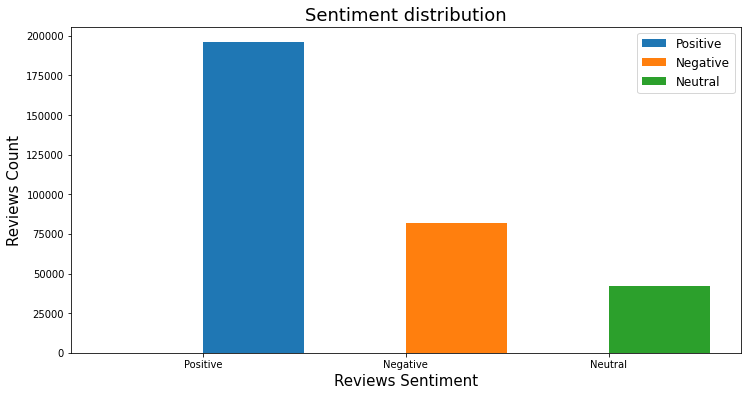 Sentiment distribution
Positive
Negative
Neutral
Reviews Count
200000
175000
150000
125000
100000
75000
50000
25000
0
Positive Negative Neutral
Reviews Sentiment